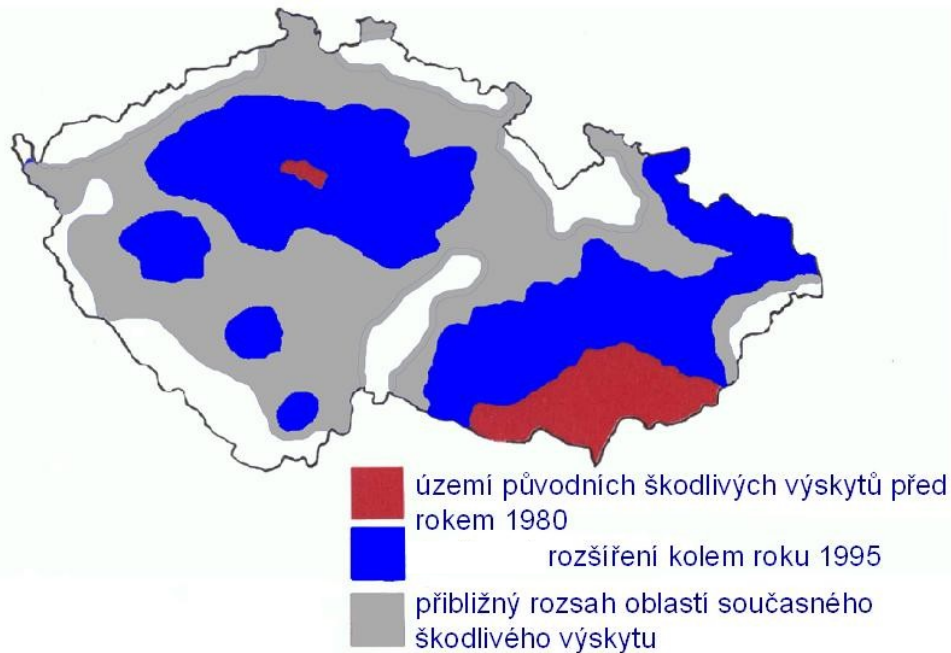 území původních škodlivých výskytů před
rokem 1980
rozšíření kolem roku 1995
přibližný rozsah oblastí současného
škodlivého výskytu